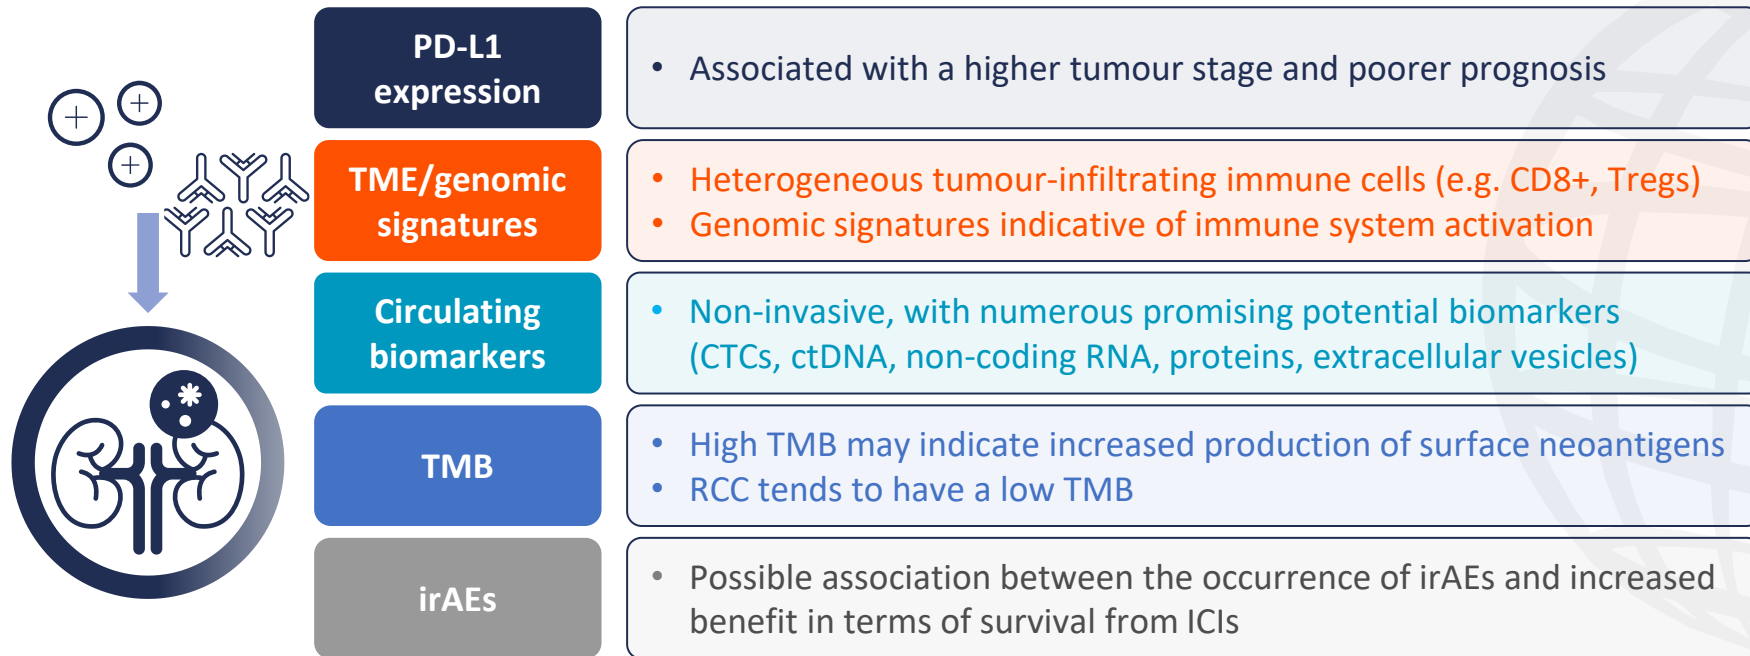 PD-L1
expression
• Associated with a higher tumour stage and poorer prognosis
TME/genomic
signatures
• Heterogeneous tumour-infiltrating immune cells (e.g. CD8+, Tregs)
• Genomic signatures indicative of immune system activation
Circulating
biomarkers
• Non-invasive, with numerous promising potential biomarkers
(CTCs, ctDNA, non-coding RNA, proteins, extracellular vesicles)
TMB
• High TMB may indicate increased production of surface neoantigens
• RCC tends to have a low TMB
irAEs
• Possible association between the occurrence of irAEs and increased
benefit in terms of survival from ICIs